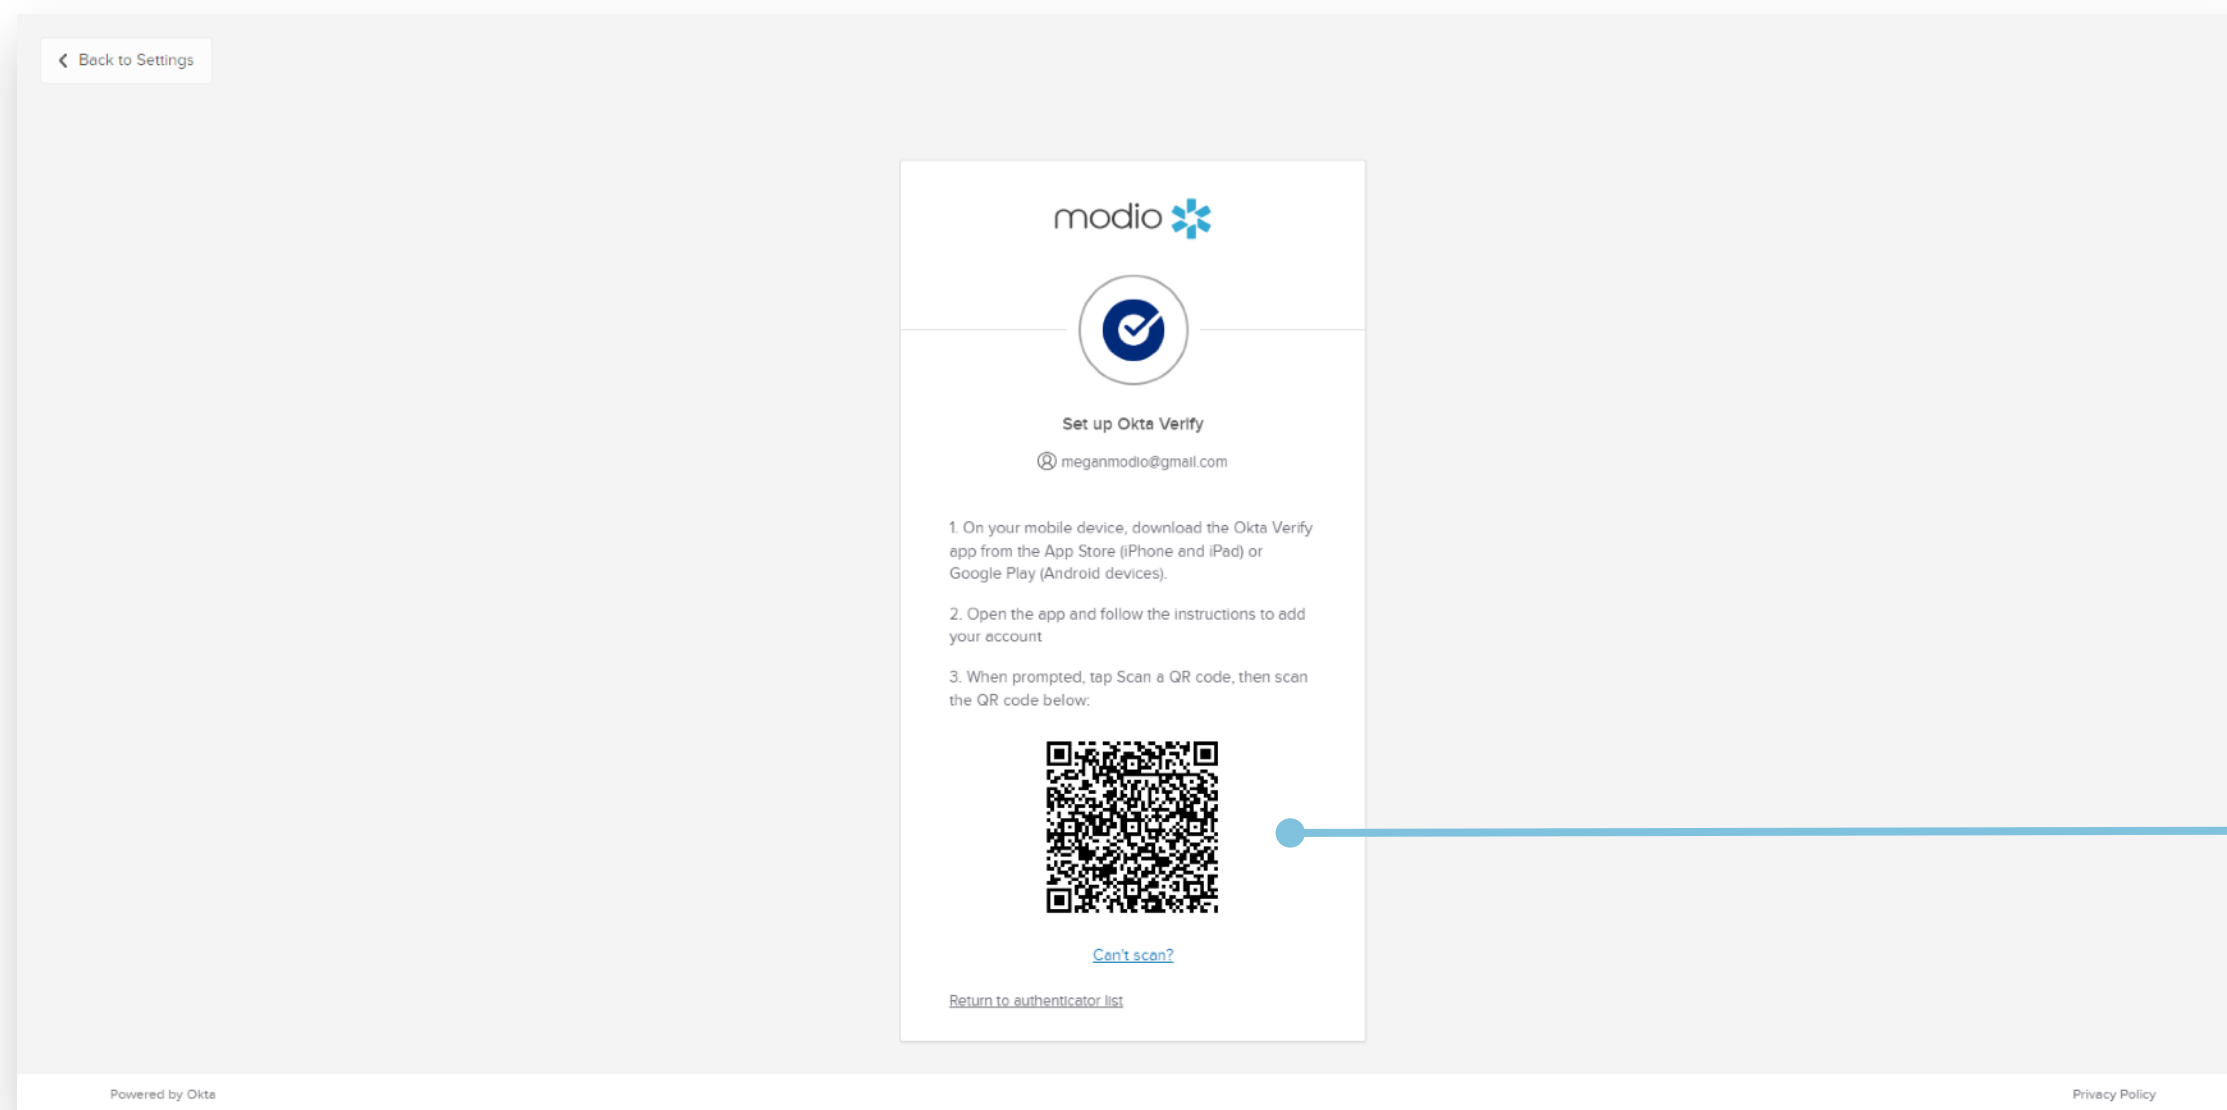 Back to Settings
modio
Set up Okta Verify
meganmodio@gmail.com
1. On your mobile device, download the Okta Verify
app from the App Store (iPhone and iPad) or
Google Play (Android devices).
2. Open the app and follow the instructions to add
your account
3. When prompted, tap Scan a QR code, then scan
the QR code below:
Can't scan?
Return to authenticator list
Powered by Okta
Privacy Policy